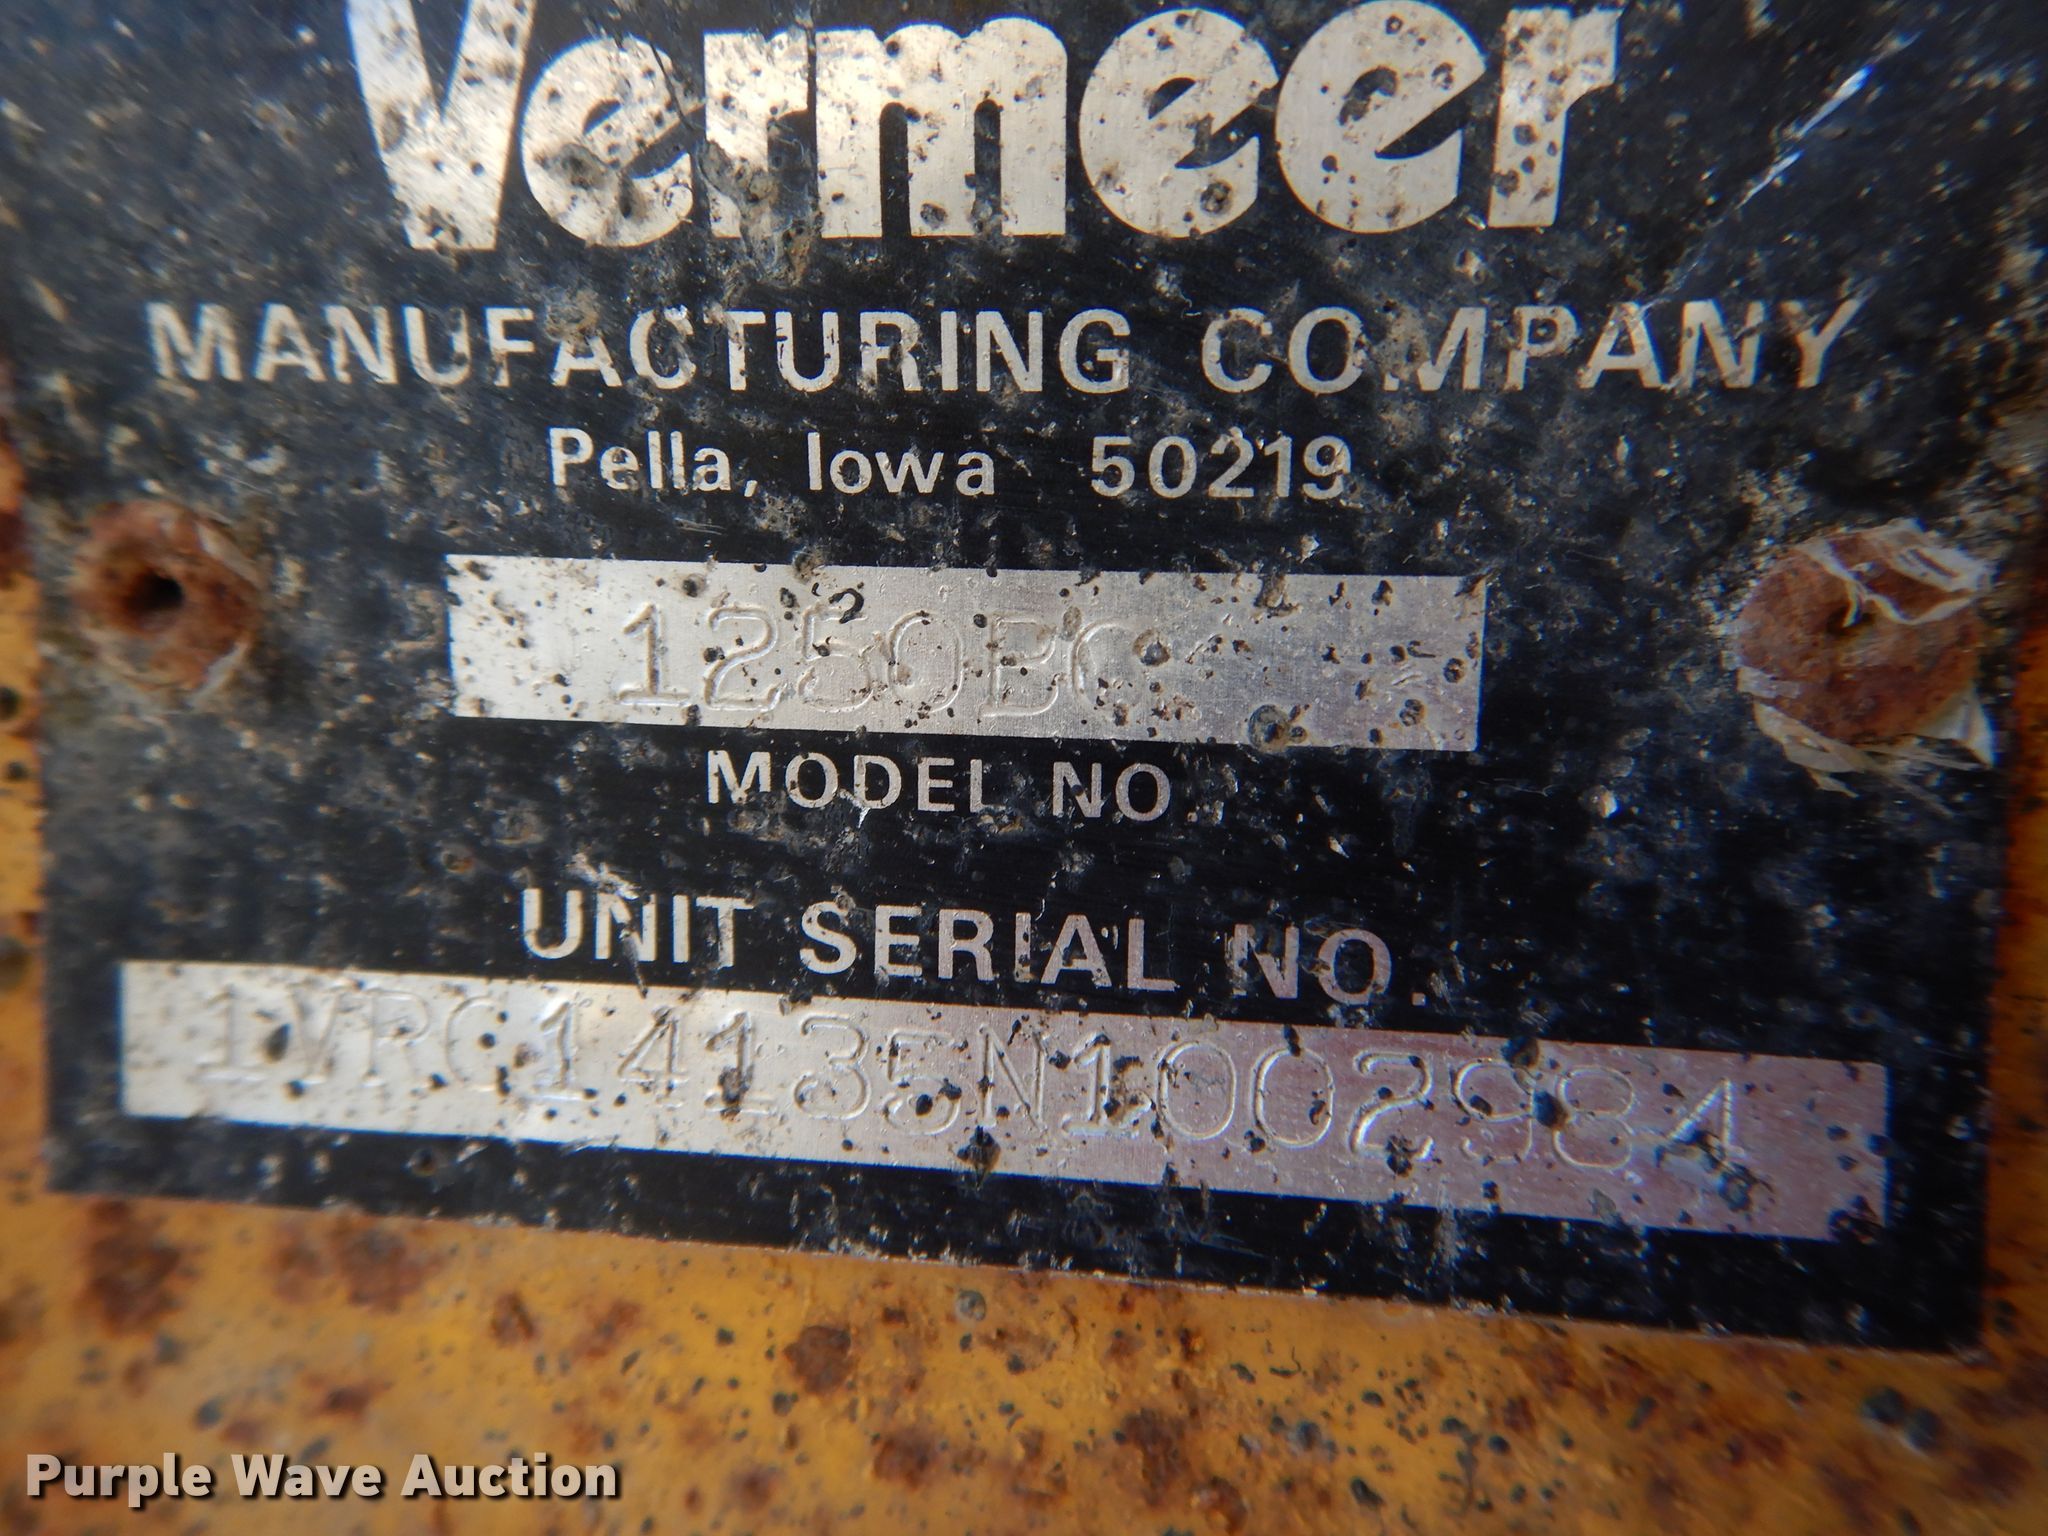 Vermeer
MANUFACTURING COMPANY
Pella, Iowa 50219
1250BC
MODEL NO.
UNIT SERIAL NO.
1VRC14135N1002984
Purple Wave Auction